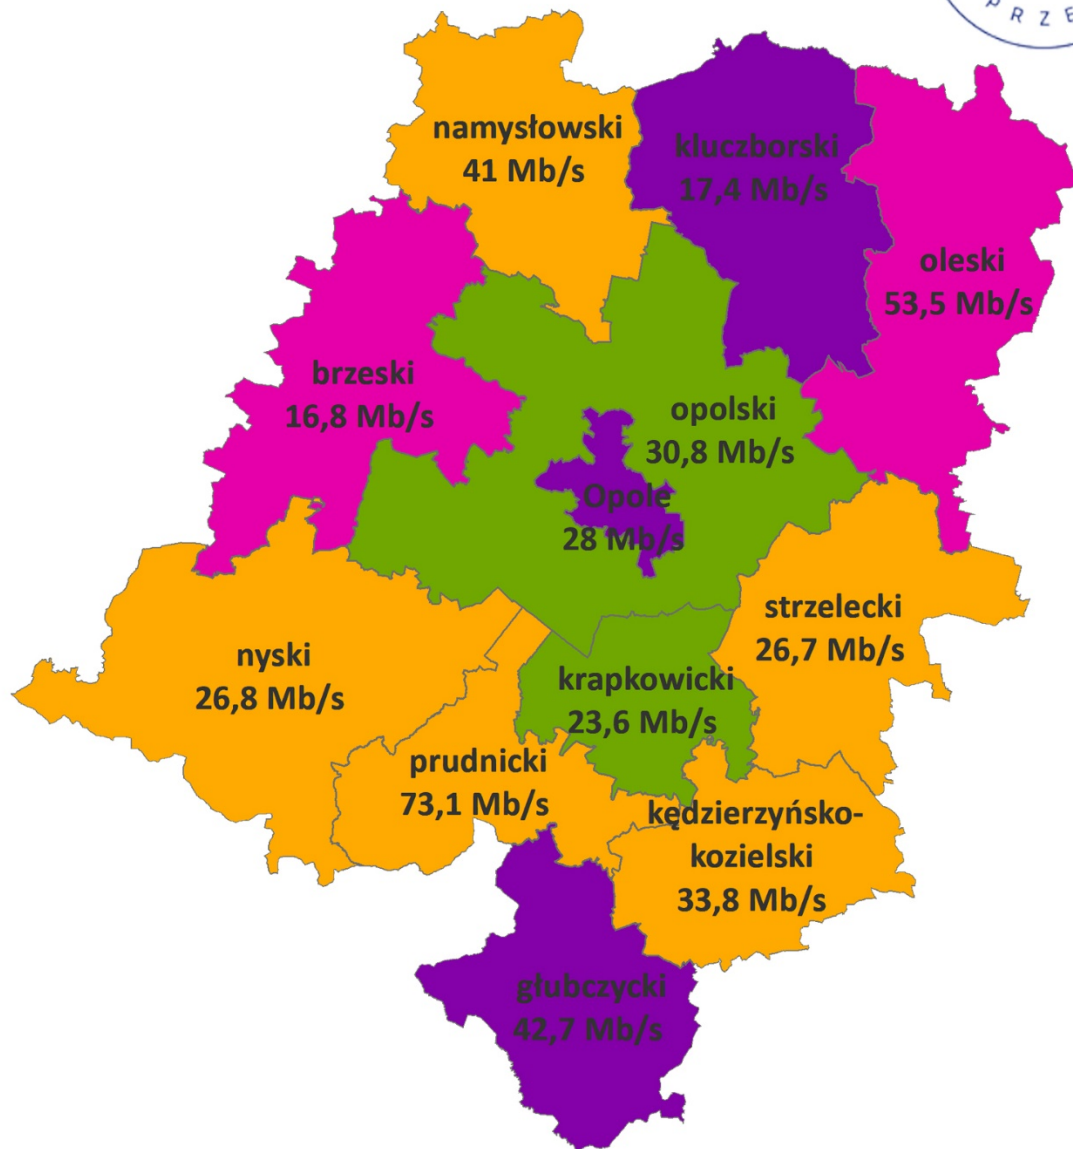 PRZE
namysłowski
41 Mb/s
kluczborski
17,4 Mb/s
oleski
53,5 Mb/s
brzeski
16,8 Mb/s
opolski
30,8 Mb/s
Opole
28 Mb/s
strzelecki
26,7 Mb/s
nyski
26,8 Mb/s
krapkowicki
23,6 Mb/s
prudnicki
73,1 Mb/s
kędzierzyńsko-
kozielski
33,8 Mb/s
głubczycki
42,7 Mb/s